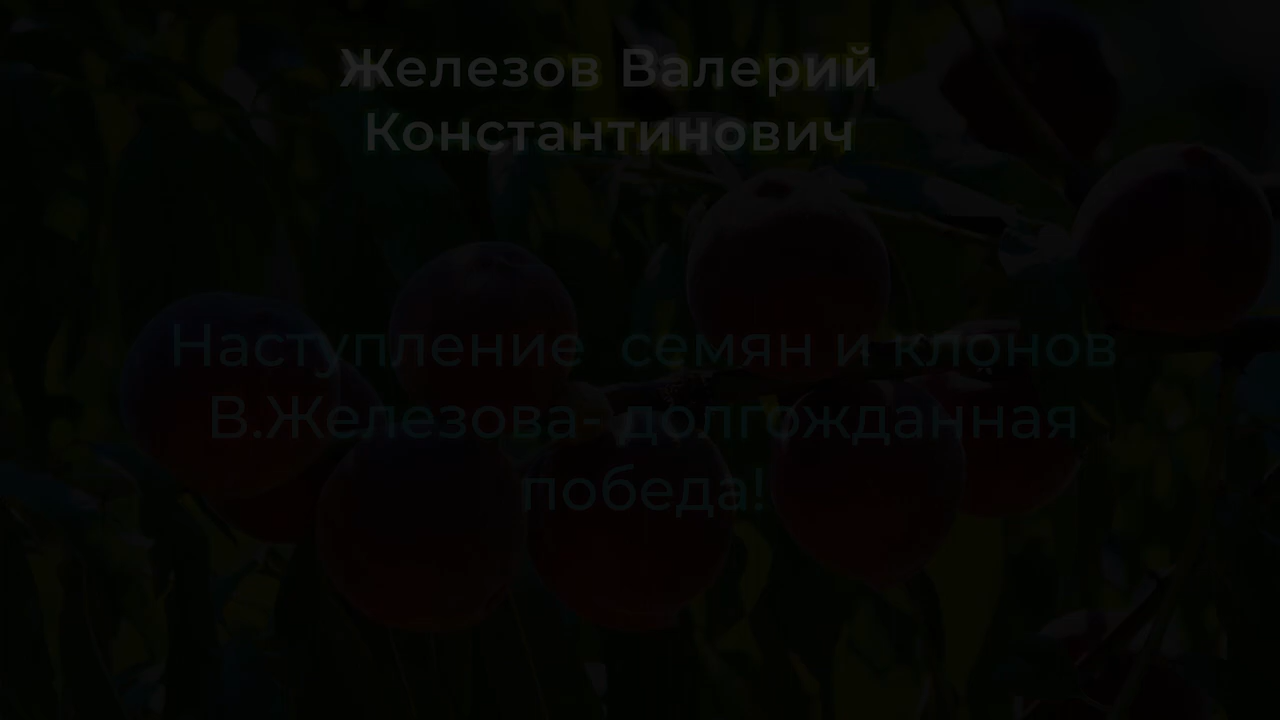 Железов Валерий
Константинович
Наступление семян и клонов
В.Железова- долгожданная
победа!